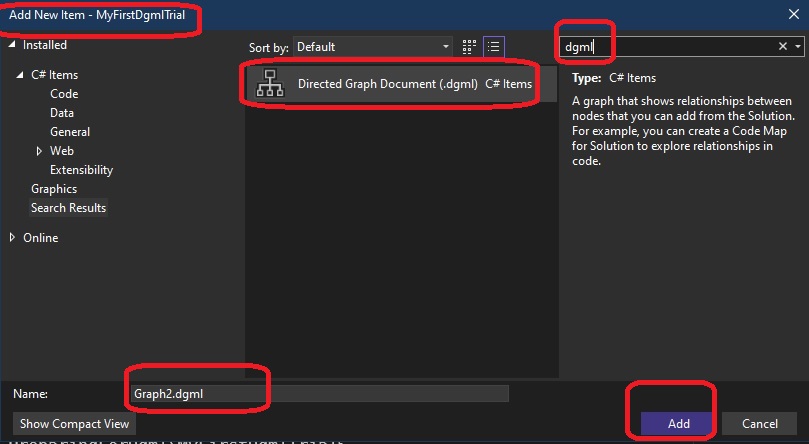 Add New Item - MyFirstDgmlTrial
Installed
Sort by: Default
dgml
C# Items
Code
Data
General
Web
Extensibility
Graphics
Search Results
Online
Directed Graph Document (.dgml) C# Items
Type: C# Items
A graph that shows relationships between
nodes that you can add from the Solution.
For example, you can create a Code Map
for Solution to explore relationships in
code.
Name: Graph2.dgml
Show Compact View
Add
Cancel